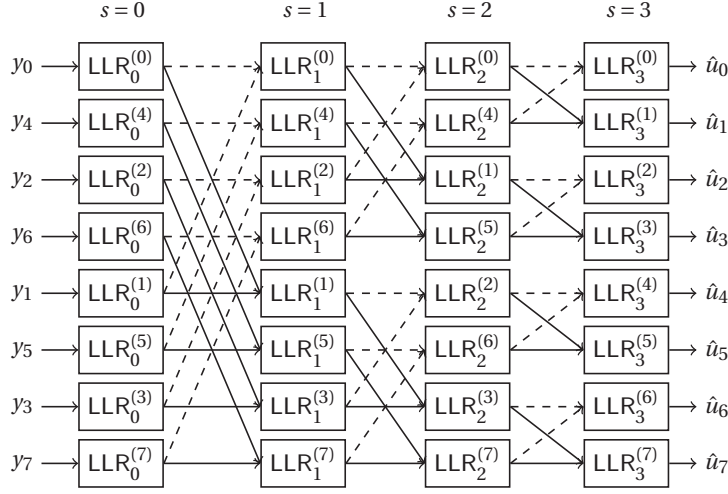 s = 0 s = 1 s = 2 s = 3
y₀ LLR₀⁽⁰⁾ LLR₁⁽⁰⁾ LLR₂⁽⁰⁾ LLR₃⁽⁰⁾ û₀
y₄ LLR₀⁽⁴⁾ LLR₁⁽⁴⁾ LLR₂⁽⁴⁾ LLR₃⁽¹⁾ û₁
y₂ LLR₀⁽²⁾ LLR₁⁽²⁾ LLR₂⁽¹⁾ LLR₃⁽²⁾ û₂
y₆ LLR₀⁽⁶⁾ LLR₁⁽⁶⁾ LLR₂⁽⁵⁾ LLR₃⁽³⁾ û₃
y₁ LLR₀⁽¹⁾ LLR₁⁽¹⁾ LLR₂⁽²⁾ LLR₃⁽⁴⁾ û₄
y₅ LLR₀⁽⁵⁾ LLR₁⁽⁵⁾ LLR₂⁽⁶⁾ LLR₃⁽⁵⁾ û₅
y₃ LLR₀⁽³⁾ LLR₁⁽³⁾ LLR₂⁽³⁾ LLR₃⁽⁶⁾ û₆
y₇ LLR₀⁽⁷⁾ LLR₁⁽⁷⁾ LLR₂⁽⁷⁾ LLR₃⁽⁷⁾ û₇